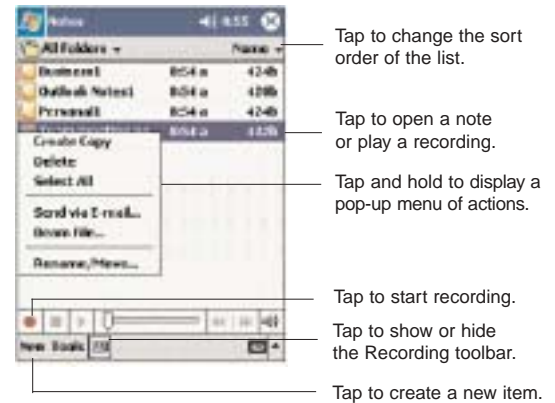 Notes 8:55
All Folders Name
Business1 8:54 a 424b
Outlook Notes1 8:54 a 420b
Personal1 8:54 a 424b
8:54 a
Create Copy
Delete
Select All
Send via E-mail...
Beam File...
Rename/Move...
New Tools
Tap to change the sort
order of the list.
Tap to open a note
or play a recording.
Tap and hold to display a
pop-up menu of actions.
Tap to start recording.
Tap to show or hide
the Recording toolbar.
Tap to create a new item.